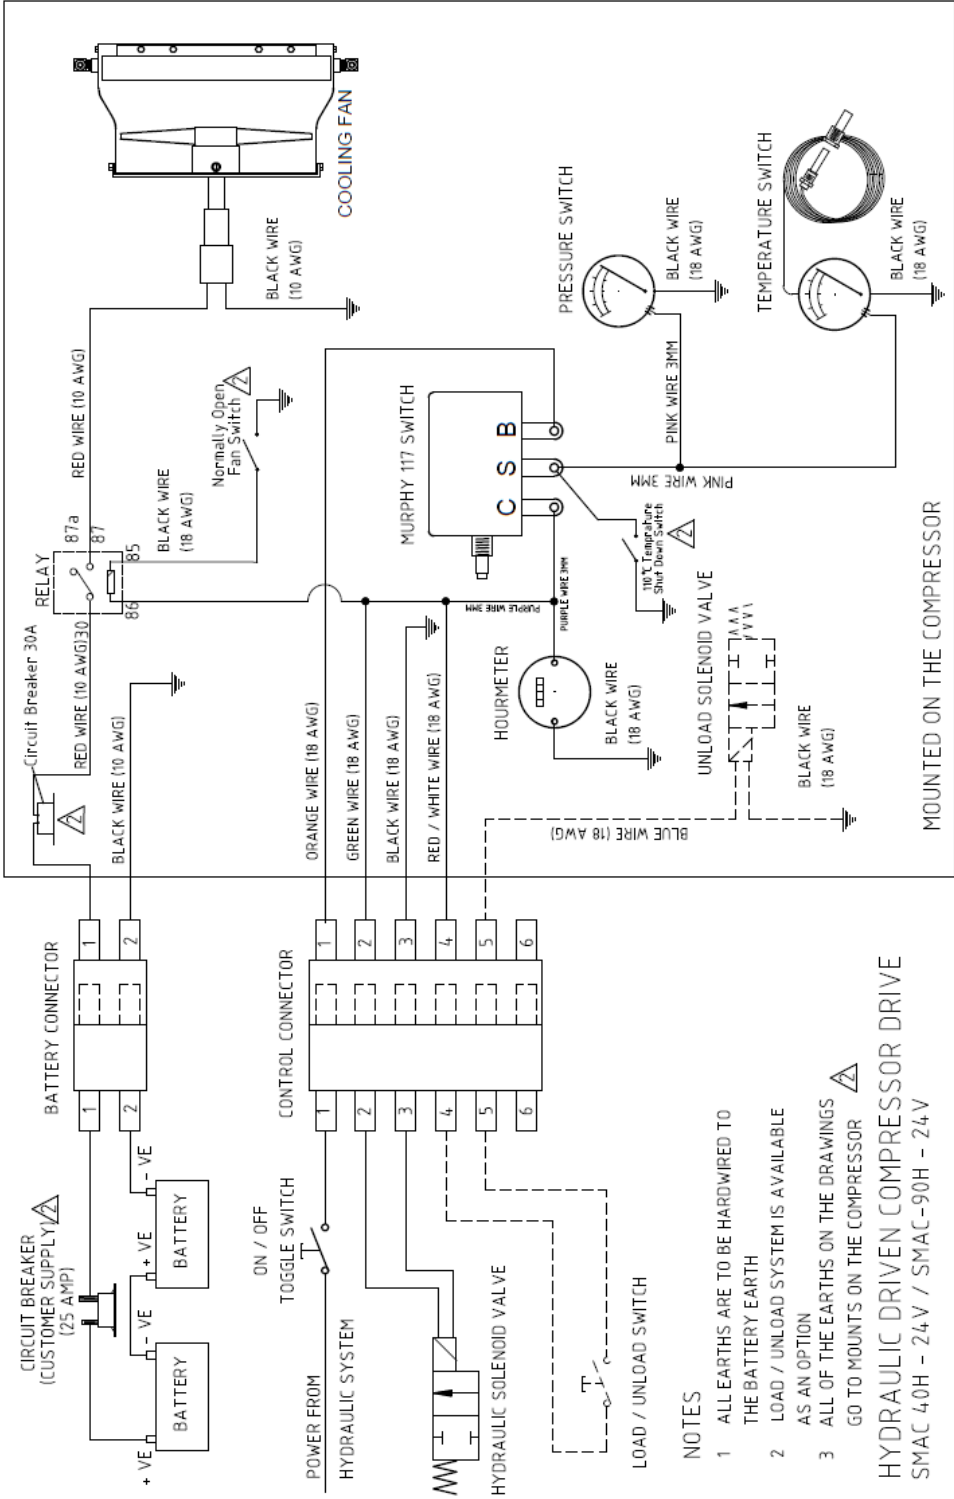 CIRCUIT BREAKER
(CUSTOMER SUPPLY)
(25 AMP)
2
+ VE
- VE
+ VE
- VE
BATTERY
BATTERY
BATTERY CONNECTOR
1
2
1
2
Circuit Breaker 30A
2
RED WIRE (10 AWG)
30
RELAY
87a
87
86
85
RED WIRE (10 AWG)
BLACK WIRE (10 AWG)
BLACK WIRE
(18 AWG)
Normally Open
Fan Switch
2
BLACK WIRE
(10 AWG)
COOLING FAN
POWER FROM
HYDRAULIC SYSTEM
ON / OFF
TOGGLE SWITCH
CONTROL CONNECTOR
1
2
3
4
5
6
1
2
3
4
5
6
ORANGE WIRE (18 AWG)
GREEN WIRE (18 AWG)
BLACK WIRE (18 AWG)
RED / WHITE WIRE (18 AWG)
BLUE WIRE (18 AWG)
PURPLE WIRE 3MM
PURPLE WIRE 3MM
MURPHY 117 SWITCH
C
S
B
HOURMETER
BLACK WIRE
(18 AWG)
110°C Temprature
Shut Down Switch
2
PINK WIRE 3MM
PINK WIRE 3MM
PRESSURE SWITCH
BLACK WIRE
(18 AWG)
TEMPERATURE SWITCH
BLACK WIRE
(18 AWG)
UNLOAD SOLENOID VALVE
BLACK WIRE
(18 AWG)
HYDRAULIC SOLENOID VALVE
LOAD / UNLOAD SWITCH
MOUNTED ON THE COMPRESSOR
NOTES
1 ALL EARTHS ARE TO BE HARDWIRED TO
THE BATTERY EARTH
2 LOAD / UNLOAD SYSTEM IS AVAILABLE
AS AN OPTION
3 ALL OF THE EARTHS ON THE DRAWINGS
GO TO MOUNTS ON THE COMPRESSOR
2
HYDRAULIC DRIVEN COMPRESSOR DRIVE
SMAC 40H - 24V / SMAC-90H - 24V